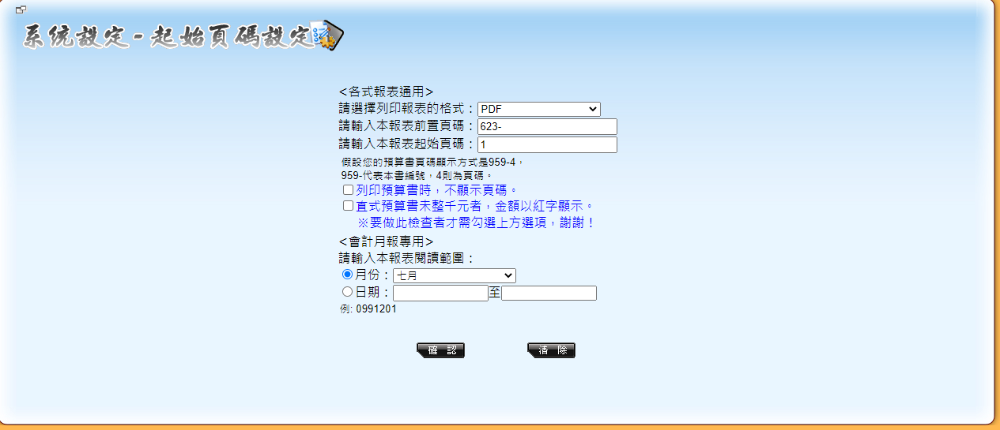 系統設定-起始頁碼設定
<各式報表通用>
請選擇列印報表的格式：PDF
請輸入本報表前置頁碼：623-
請輸入本報表起始頁碼：1
假設您的預算書頁碼顯示方式是959-4，
959-代表本書編號，4則為頁碼。
列印預算書時，不顯示頁碼。
直式預算書未整千元者，金額以紅字顯示。
※要做此檢查者才需勾選上方選項，謝謝！
<會計月報專用>
請輸入本報表閱讀範圍：
月份：七月
日期：至
例: 0991201
確 認 清 除